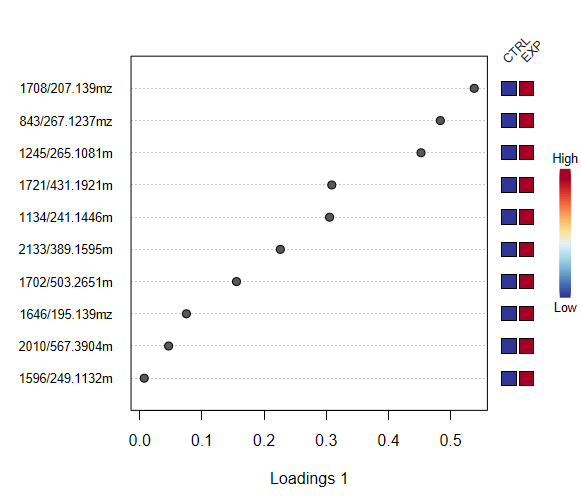 CTRL
EXP
1708/207.139mz
843/267.1237mz
1245/265.1081m
1721/431.1921m
1134/241.1446m
2133/389.1595m
1702/503.2651m
1646/195.139mz
2010/567.3904m
1596/249.1132m
High
Low
0.0 0.1 0.2 0.3 0.4 0.5
Loadings 1